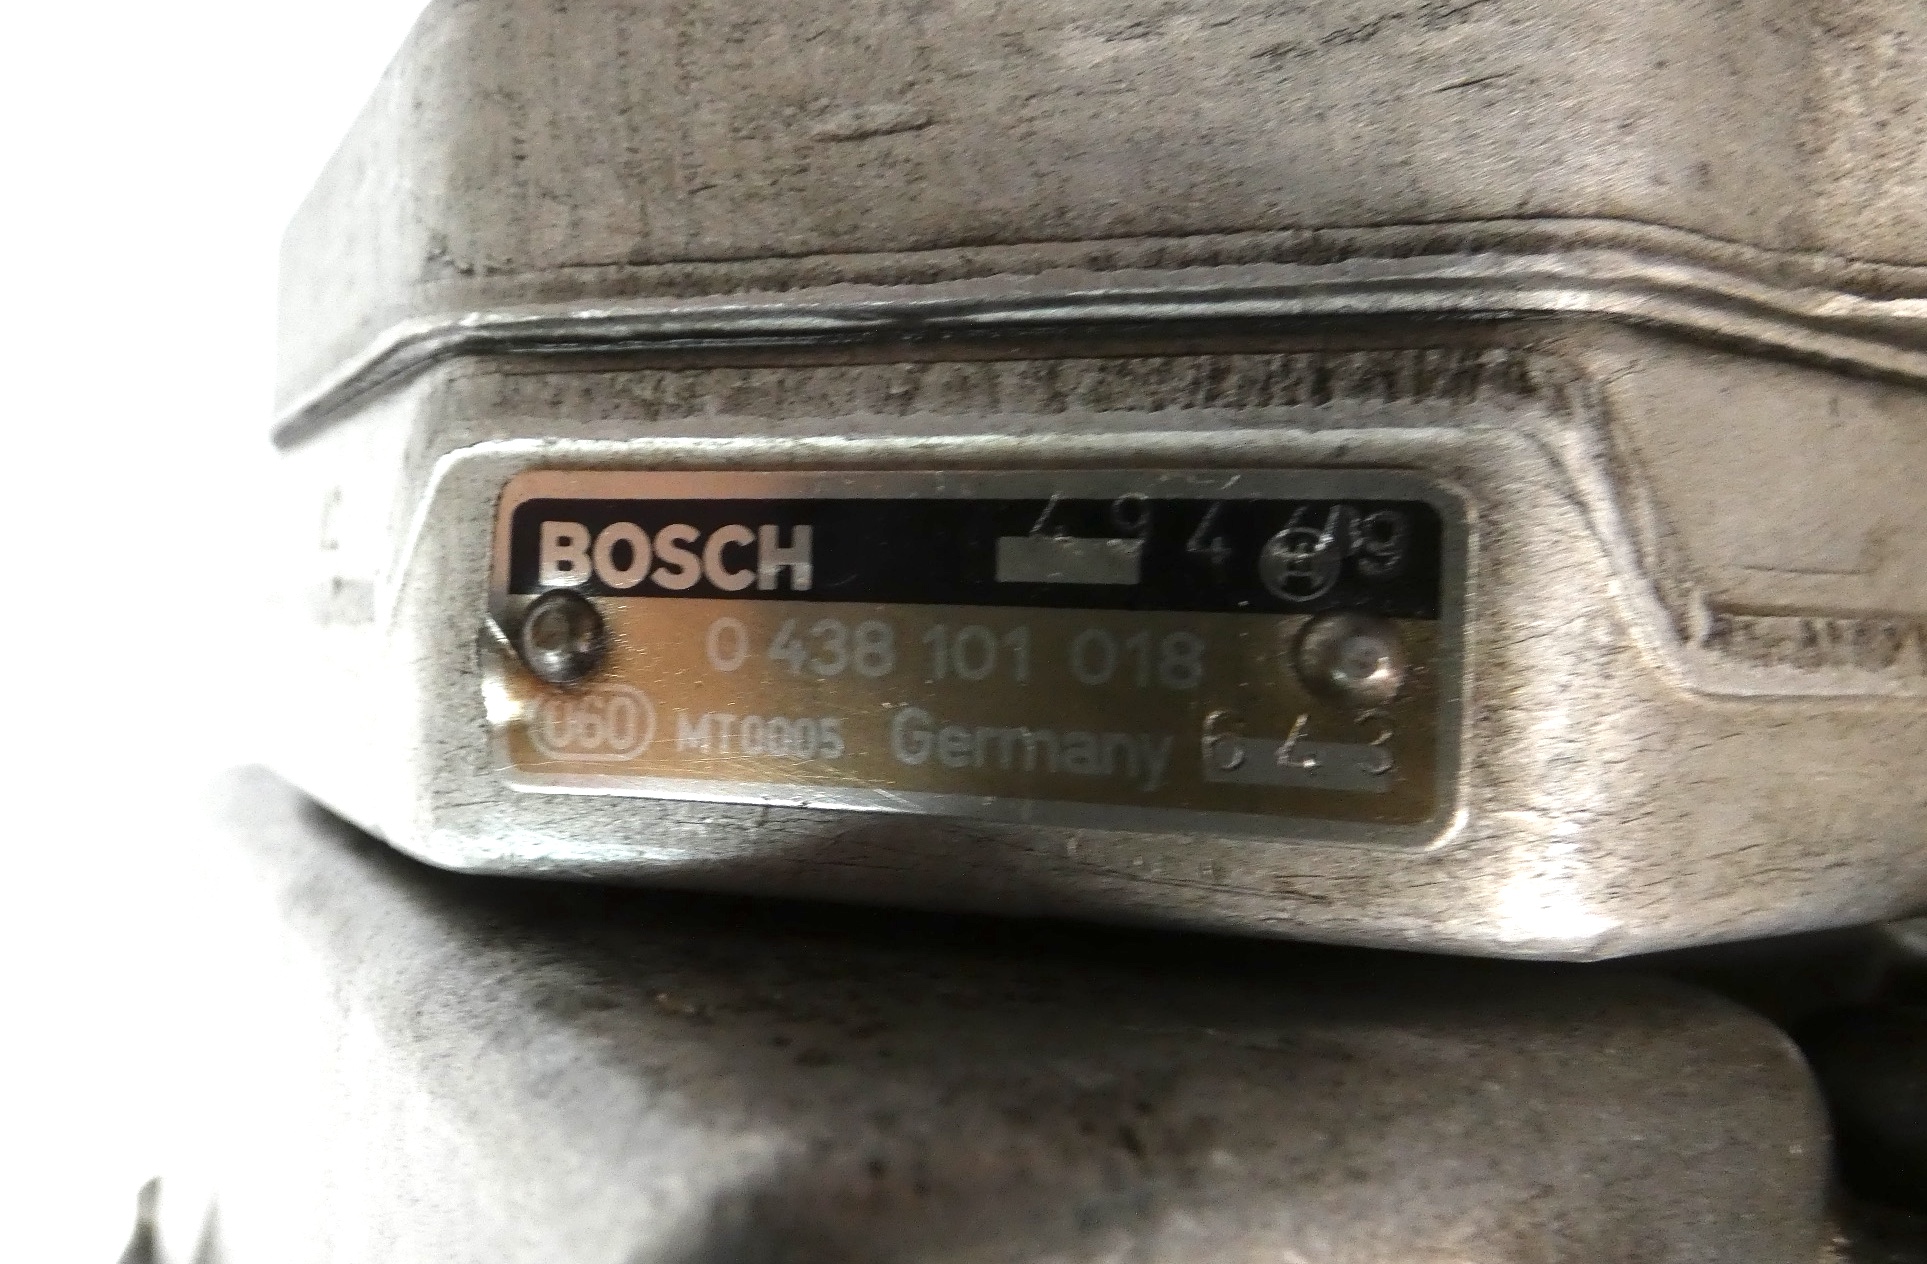 BOSCH 494
0 438 101 018
060 MT0005 Germany 643